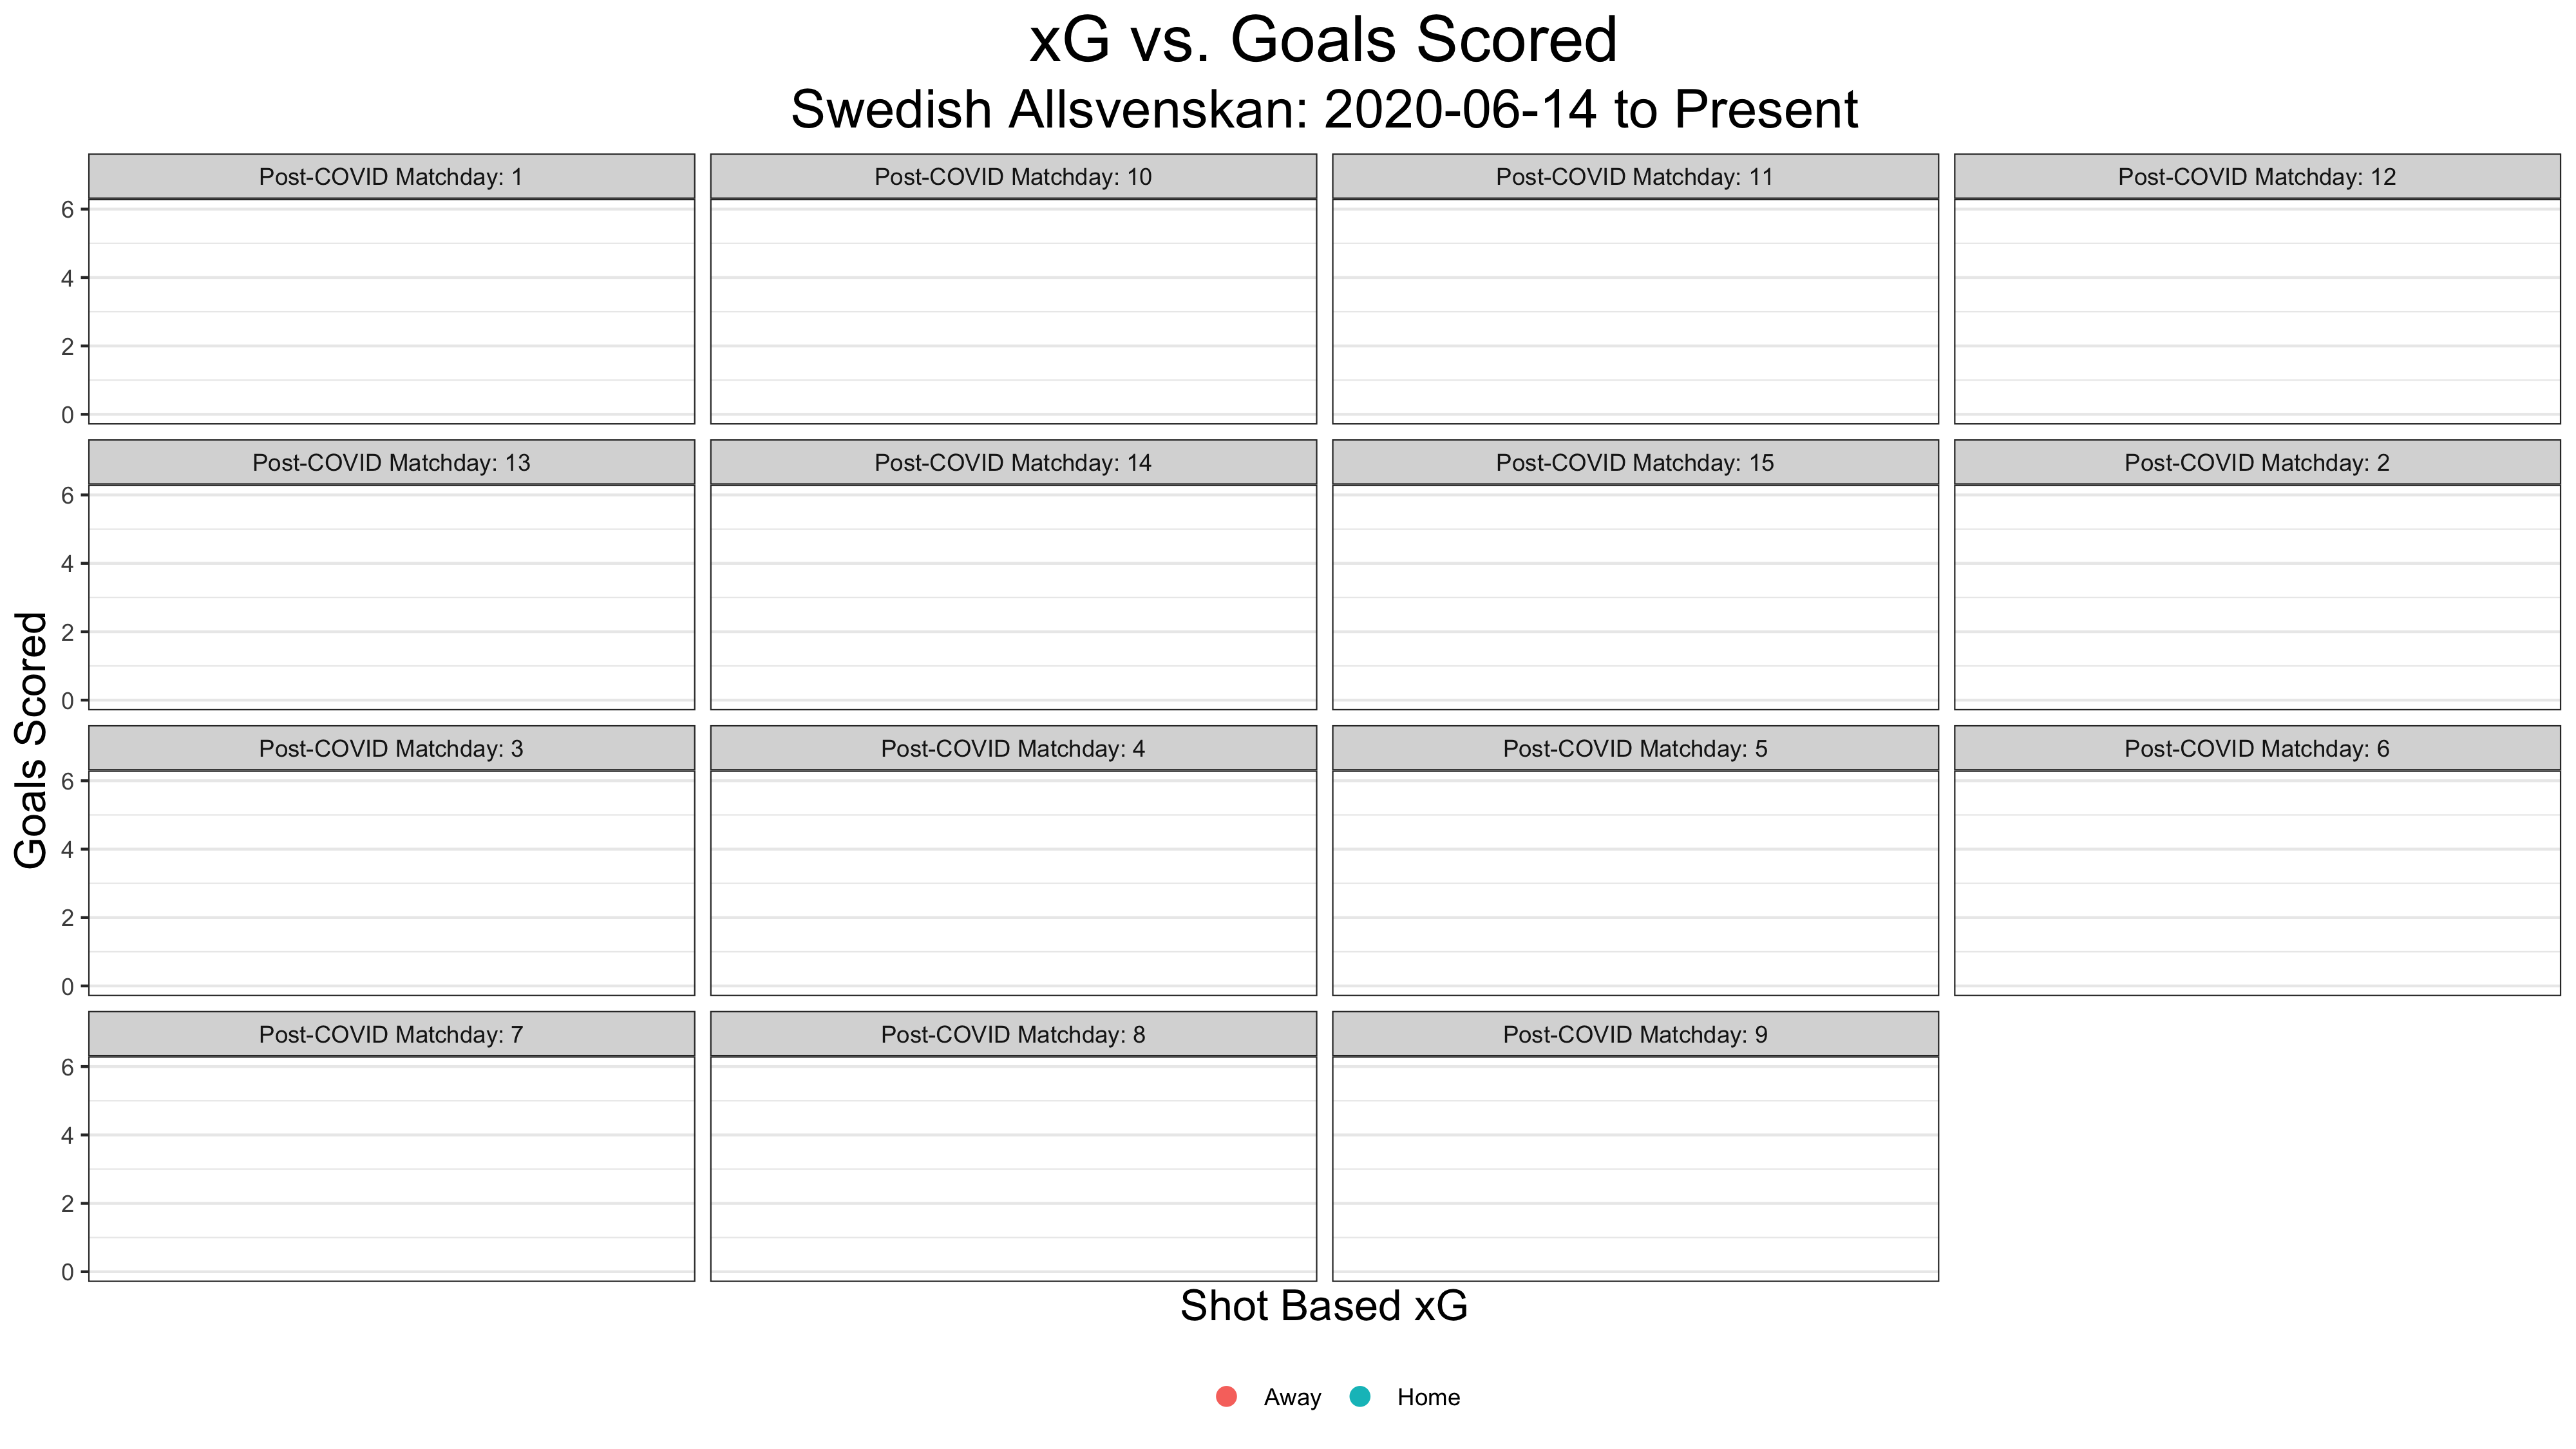 xG vs. Goals Scored
Swedish Allsvenskan: 2020-06-14 to Present
Post-COVID Matchday: 1
Post-COVID Matchday: 10
Post-COVID Matchday: 11
Post-COVID Matchday: 12
6
4
2
0
Post-COVID Matchday: 13
Post-COVID Matchday: 14
Post-COVID Matchday: 15
Post-COVID Matchday: 2
6
4
2
0
Goals Scored
Post-COVID Matchday: 3
Post-COVID Matchday: 4
Post-COVID Matchday: 5
Post-COVID Matchday: 6
6
4
2
0
Post-COVID Matchday: 7
Post-COVID Matchday: 8
Post-COVID Matchday: 9
6
4
2
0
Shot Based xG
Away
Home